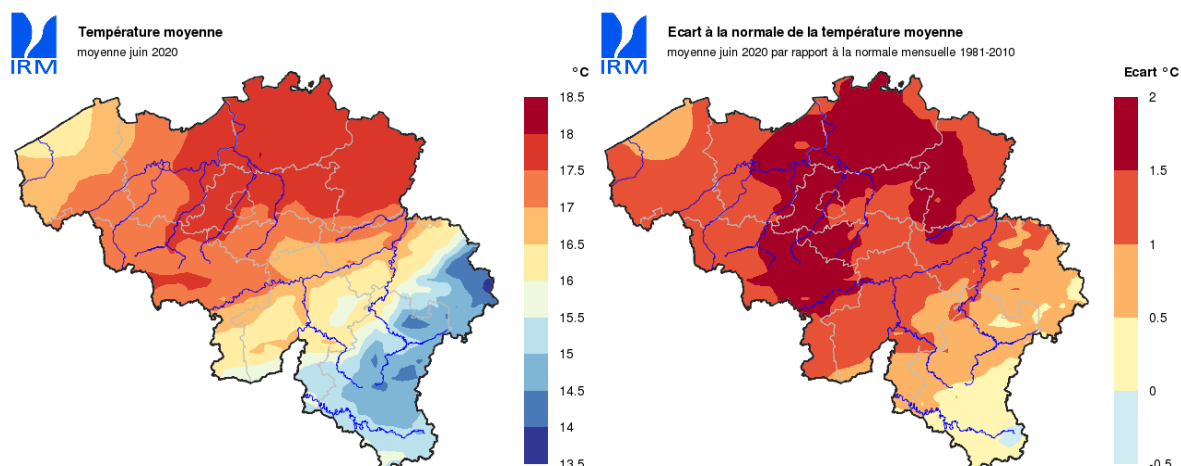 IRM
Température moyenne
moyenne juin 2020
°C
18.5
18
17.5
17
16.5
16
15.5
15
14.5
14
13.5
IRM
Ecart à la normale de la température moyenne
moyenne juin 2020 par rapport à la normale mensuelle 1981-2010
Ecart °C
2
1.5
1
0.5
0
-0.5